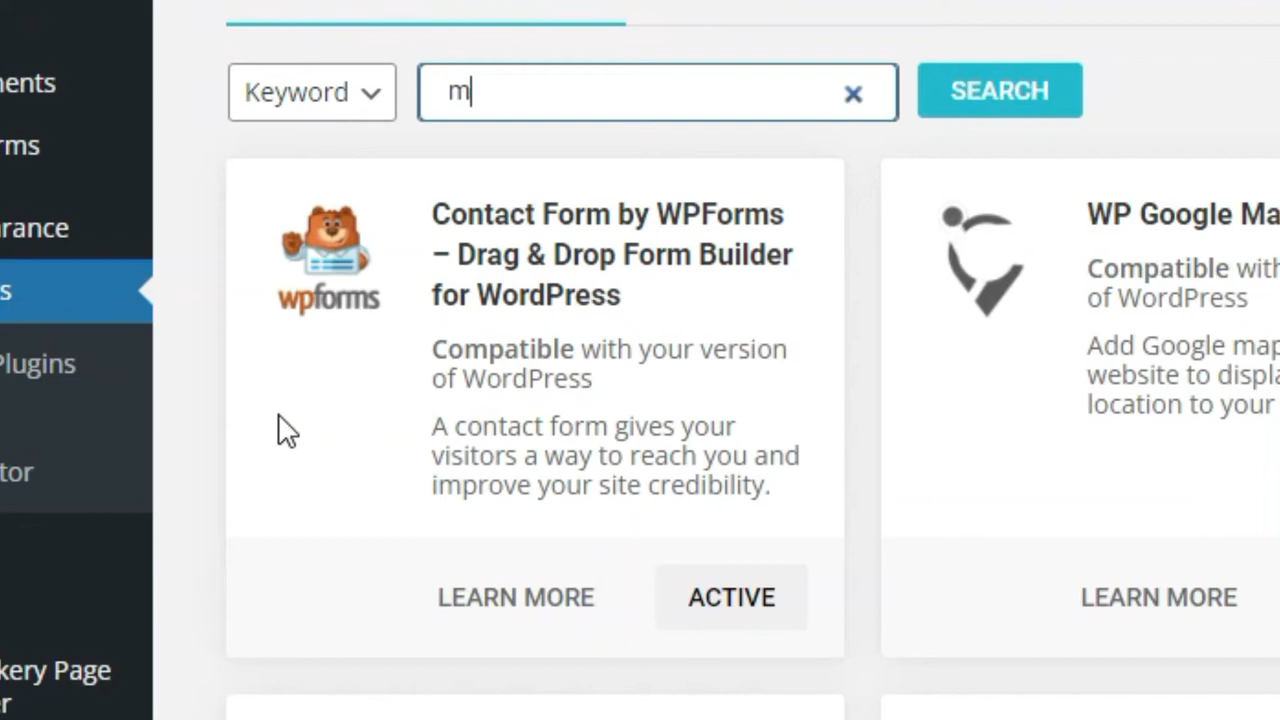 ments
rms
arance
s
Plugins
tor
kery Page
er
Keyword
m
SEARCH
wpforms
Contact Form by WPForms
– Drag & Drop Form Builder
for WordPress
Compatible with your version
of WordPress
A contact form gives your
visitors a way to reach you and
improve your site credibility.
LEARN MORE
ACTIVE
WP Google Ma
Compatible with
of WordPress
Add Google map
website to displa
location to your
LEARN MORE